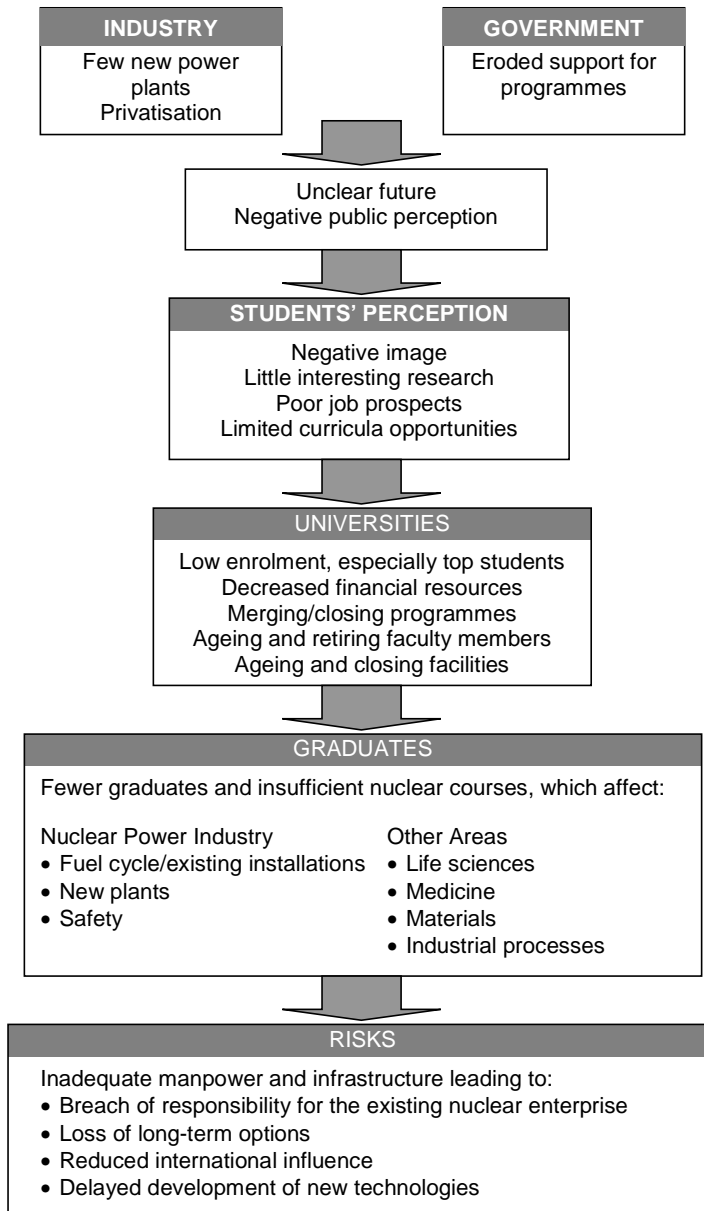 INDUSTRY
Few new power
plants
Privatisation
GOVERNMENT
Eroded support for
programmes
Unclear future
Negative public perception
STUDENTS’ PERCEPTION
Negative image
Little interesting research
Poor job prospects
Limited curricula opportunities
UNIVERSITIES
Low enrolment, especially top students
Decreased financial resources
Merging/closing programmes
Ageing and retiring faculty members
Ageing and closing facilities
GRADUATES
Fewer graduates and insufficient nuclear courses, which affect:
Nuclear Power Industry
• Fuel cycle/existing installations
• New plants
• Safety
Other Areas
• Life sciences
• Medicine
• Materials
• Industrial processes
RISKS
Inadequate manpower and infrastructure leading to:
• Breach of responsibility for the existing nuclear enterprise
• Loss of long-term options
• Reduced international influence
• Delayed development of new technologies